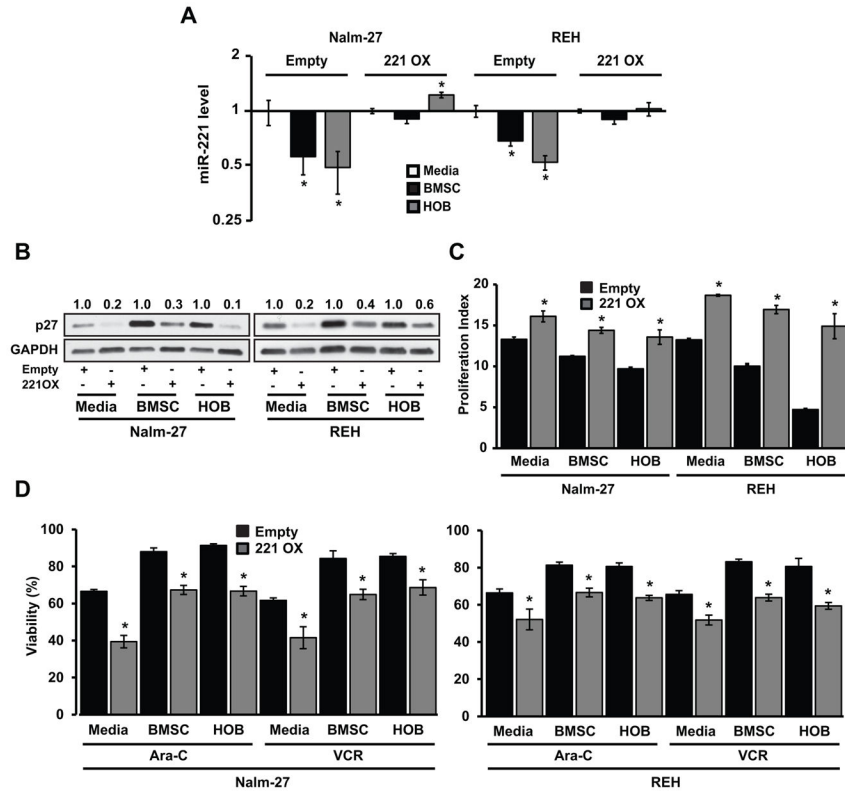 A
Nalm-27 REH
Empty 221 OX Empty 221 OX
miR-221 level
2
1
0.5
0.25
* * * * *
Media
BMSC
HOB
B
1.0 0.2 1.0 0.3 1.0 0.1 1.0 0.2 1.0 0.4 1.0 0.6
p27
GAPDH
Empty + - + - + - + - + - + -
221OX - + - + - + - + - + - +
Media BMSC HOB Media BMSC HOB
Nalm-27 REH
C
Proliferation Index
20
15
10
5
0
Empty
221 OX
* * * * * *
Media BMSC HOB Media BMSC HOB
Nalm-27 REH
D
Viability (%)
100
80
60
40
20
0
Empty
221 OX
* * * * * *
Media BMSC HOB Media BMSC HOB
Ara-C VCR
Nalm-27
100
80
60
40
20
0
* * * * * *
Media BMSC HOB Media BMSC HOB
Ara-C VCR
REH